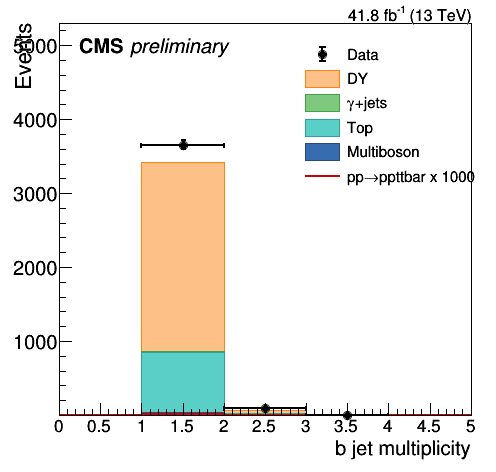 41.8 fb⁻¹ (13 TeV)
CMS preliminary
Events
5000
4000
3000
2000
1000
Data
DY
γ+jets
Top
Multiboson
pp→ppttbar x 1000
0 0.5 1 1.5 2 2.5 3 3.5 4 4.5 5
b jet multiplicity